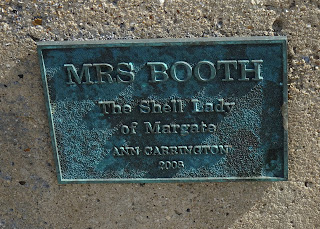 MRS BOOTH
The Shell Lady
of Margate
ANN CARRINGTON
2008